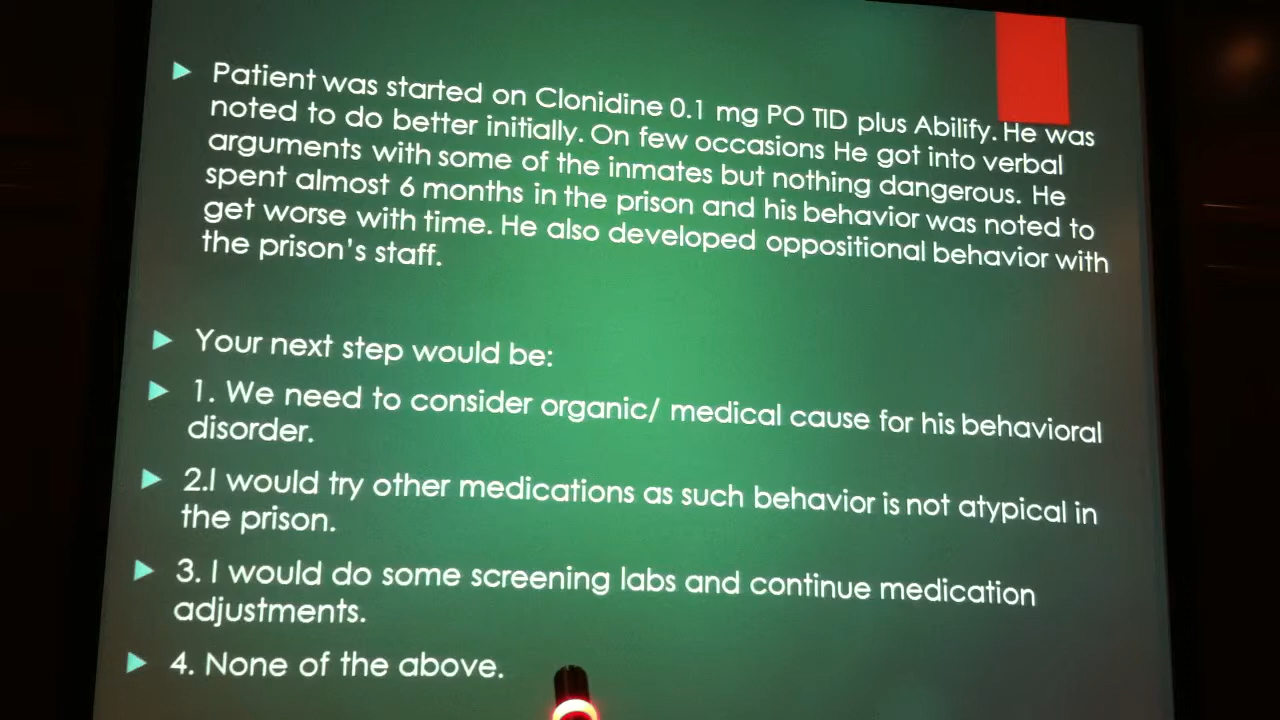 Patient was started on Clonidine 0.1 mg PO TID plus Abilify. He was
noted to do better initially. On few occasions He got into verbal
arguments with some of the inmates but nothing dangerous. He
spent almost 6 months in the prison and his behavior was noted to
get worse with time. He also developed oppositional behavior with
the prison's staff.
Your next step would be:
1. We need to consider organic/ medical cause for his behavioral
disorder.
2.I would try other medications as such behavior is not atypical in
the prison.
3. I would do some screening labs and continue medication
adjustments.
4. None of the above.